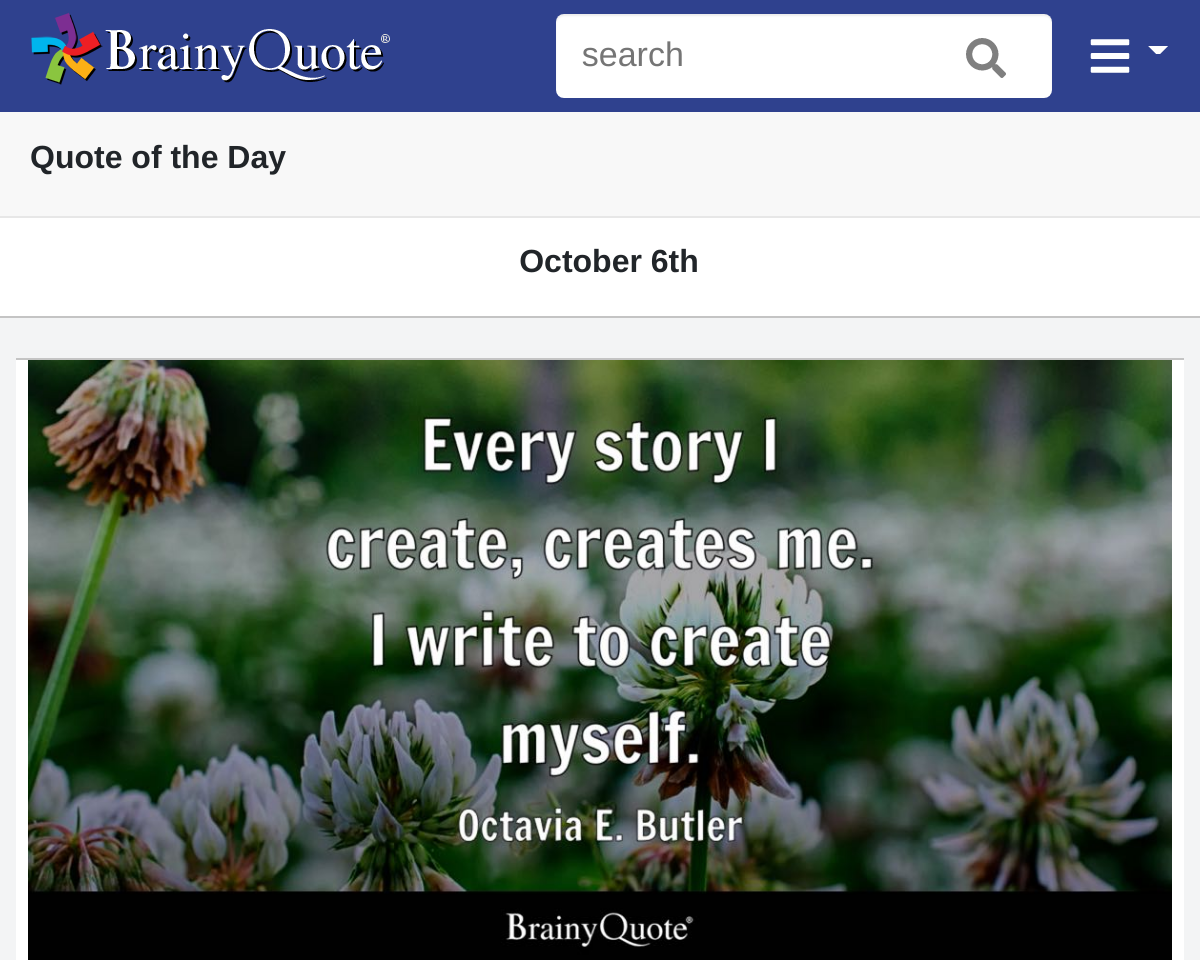 BrainyQuote®
search
Quote of the Day
October 6th
Every story I
create, creates me.
I write to create
myself.
Octavia E. Butler
BrainyQuote®